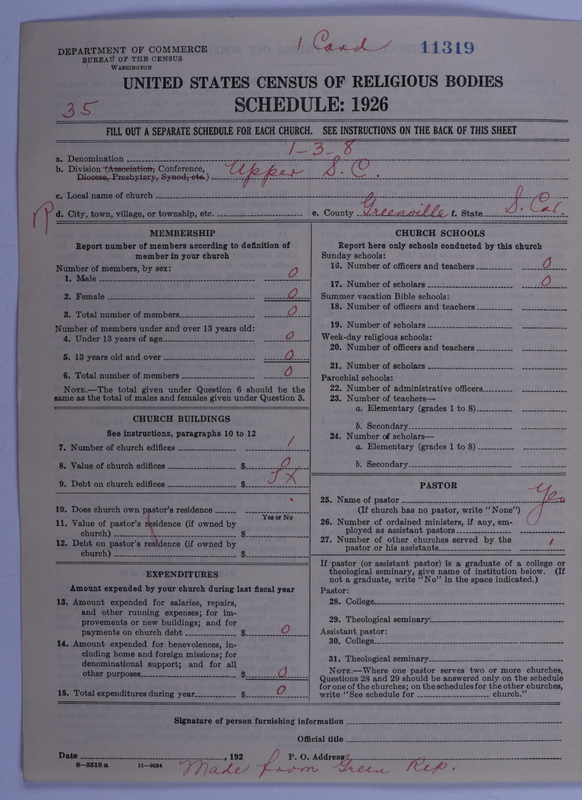 1 Card 11319
DEPARTMENT OF COMMERCE
BUREAU OF THE CENSUS
WASHINGTON
UNITED STATES CENSUS OF RELIGIOUS BODIES
35
SCHEDULE: 1926
FILL OUT A SEPARATE SCHEDULE FOR EACH CHURCH. SEE INSTRUCTIONS ON THE BACK OF THIS SHEET
a. Denomination 1-3-8
b. Division (Association, Conference, Diocese, Presbytery, Synod, etc.) Upper S.C.
c. Local name of church
R
d. City, town, village, or township, etc. e. County Greenville f. State S. Car.
MEMBERSHIP
Report number of members according to definition of
member in your church
Number of members, by sex:
1. Male 0
2. Female 0
3. Total number of members 0
Number of members under and over 13 years old:
4. Under 13 years of age 0
5. 13 years old and over 0
6. Total number of members 0
NOTE.—The total given under Question 6 should be the
same as the total of males and females given under Question 3.
CHURCH BUILDINGS
See instructions, paragraphs 10 to 12
7. Number of church edifices 1
8. Value of church edifices $ 0
9. Debt on church edifices $ X
10. Does church own pastor's residence
Yes or No
11. Value of pastor's residence (if owned by
church) $
12. Debt on pastor's residence (if owned by
church) $
EXPENDITURES
Amount expended by your church during last fiscal year
13. Amount expended for salaries, repairs,
and other running expenses; for im-
provements or new buildings; and for
payments on church debt $ 0
14. Amount expended for benevolences, in-
cluding home and foreign missions; for
denominational support; and for all
other purposes $ 0
15. Total expenditures during year $ 0
CHURCH SCHOOLS
Report here only schools conducted by this church
Sunday schools:
16. Number of officers and teachers 0
17. Number of scholars 0
Summer vacation Bible schools:
18. Number of officers and teachers
19. Number of scholars
Week-day religious schools:
20. Number of officers and teachers
21. Number of scholars
Parochial schools:
22. Number of administrative officers
23. Number of teachers—
a. Elementary (grades 1 to 8)
b. Secondary
24. Number of scholars—
a. Elementary (grades 1 to 8)
b. Secondary
PASTOR
25. Name of pastor Yes
(If church has no pastor, write "None")
26. Number of ordained ministers, if any, em-
ployed as assistant pastors
27. Number of other churches served by the
pastor or his assistants 1
If pastor (or assistant pastor) is a graduate of a college or
theological seminary, give name of institution below. (If
not a graduate, write "No" in the space indicated.)
Pastor:
28. College
29. Theological seminary
Assistant pastor:
30. College
31. Theological seminary
NOTE.—Where one pastor serves two or more churches,
Questions 28 and 29 should be answered only on the schedule
for one of the churches; on the schedules for the other churches,
write "See schedule for church."
Signature of person furnishing information
Official title
Date , 192 P. O. Address
8-5518a 11-9034
Made from Green Rep.